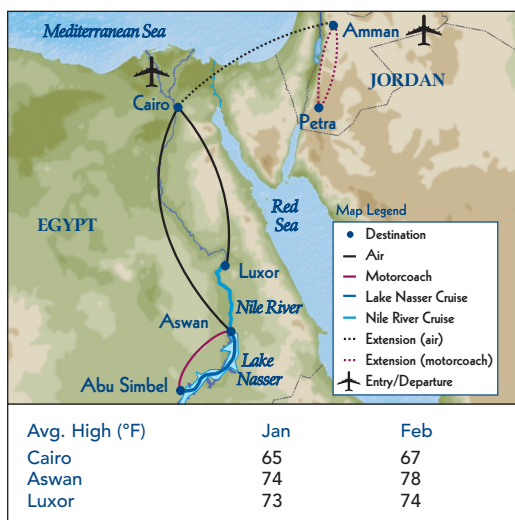 Mediterranean Sea
Amman
JORDAN
Cairo
Petra
Red
Sea
EGYPT
Luxor
Nile River
Aswan
Lake
Nasser
Abu Simbel
Map Legend
Destination
Air
Motorcoach
Lake Nasser Cruise
Nile River Cruise
Extension (air)
Extension (motorcoach)
Entry/Departure
Avg. High (°F) Jan Feb
Cairo 65 67
Aswan 74 78
Luxor 73 74